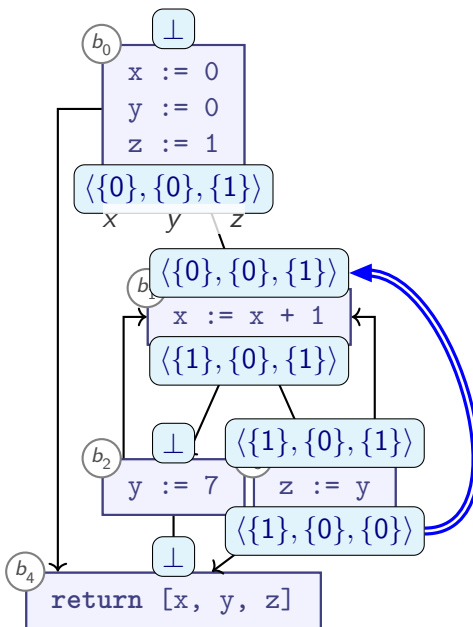 ⊥
b₀
x := 0
y := 0
z := 1
⟨{0}, {0}, {1}⟩
x y z
⟨{0}, {0}, {1}⟩
x := x + 1
⟨{1}, {0}, {1}⟩
⊥
⟨{1}, {0}, {1}⟩
b₂
y := 7
z := y
⟨{1}, {0}, {0}⟩
⊥
b₄
return [x, y, z]